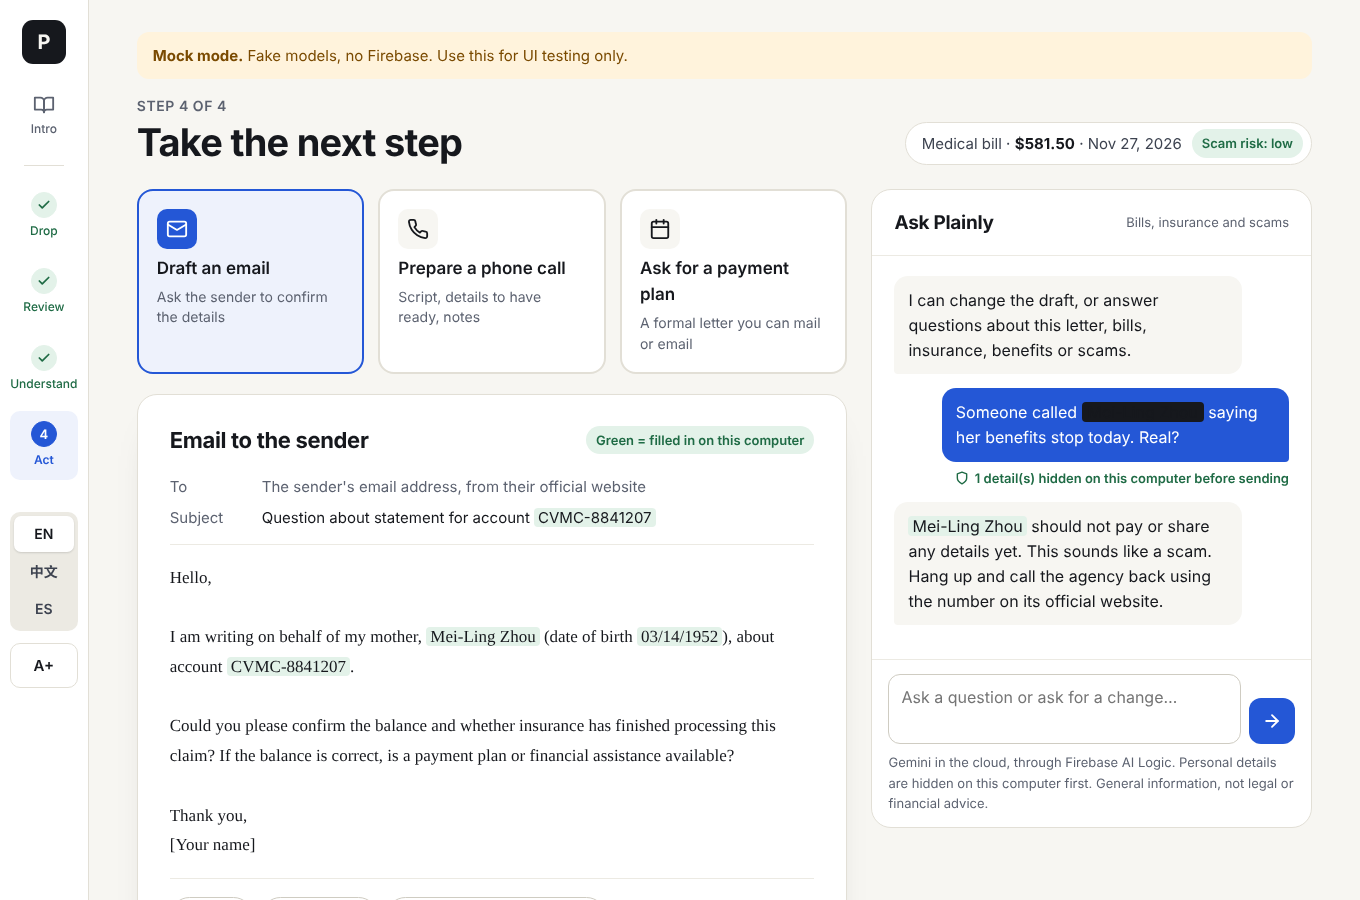 P
Intro
Drop
Review
Understand
4
Act
EN
中文
ES
A+
Mock mode. Fake models, no Firebase. Use this for UI testing only.
STEP 4 OF 4
Take the next step
Medical bill · $581.50 · Nov 27, 2026 Scam risk: low
Draft an email
Ask the sender to confirm
the details
Prepare a phone call
Script, details to have
ready, notes
Ask for a payment
plan
A formal letter you can mail
or email
Email to the sender
Green = filled in on this computer
To The sender's email address, from their official website
Subject Question about statement for account CVMC-8841207
Hello,
I am writing on behalf of my mother, Mei-Ling Zhou (date of birth 03/14/1952), about
account CVMC-8841207.
Could you please confirm the balance and whether insurance has finished processing this
claim? If the balance is correct, is a payment plan or financial assistance available?
Thank you,
[Your name]
Ask Plainly
Bills, insurance and scams
I can change the draft, or answer
questions about this letter, bills,
insurance, benefits or scams.
Someone called saying
her benefits stop today. Real?
1 detail(s) hidden on this computer before sending
Mei-Ling Zhou should not pay or share
any details yet. This sounds like a scam.
Hang up and call the agency back using
the number on its official website.
Ask a question or ask for a change...
Gemini in the cloud, through Firebase AI Logic. Personal details
are hidden on this computer first. General information, not legal or
financial advice.